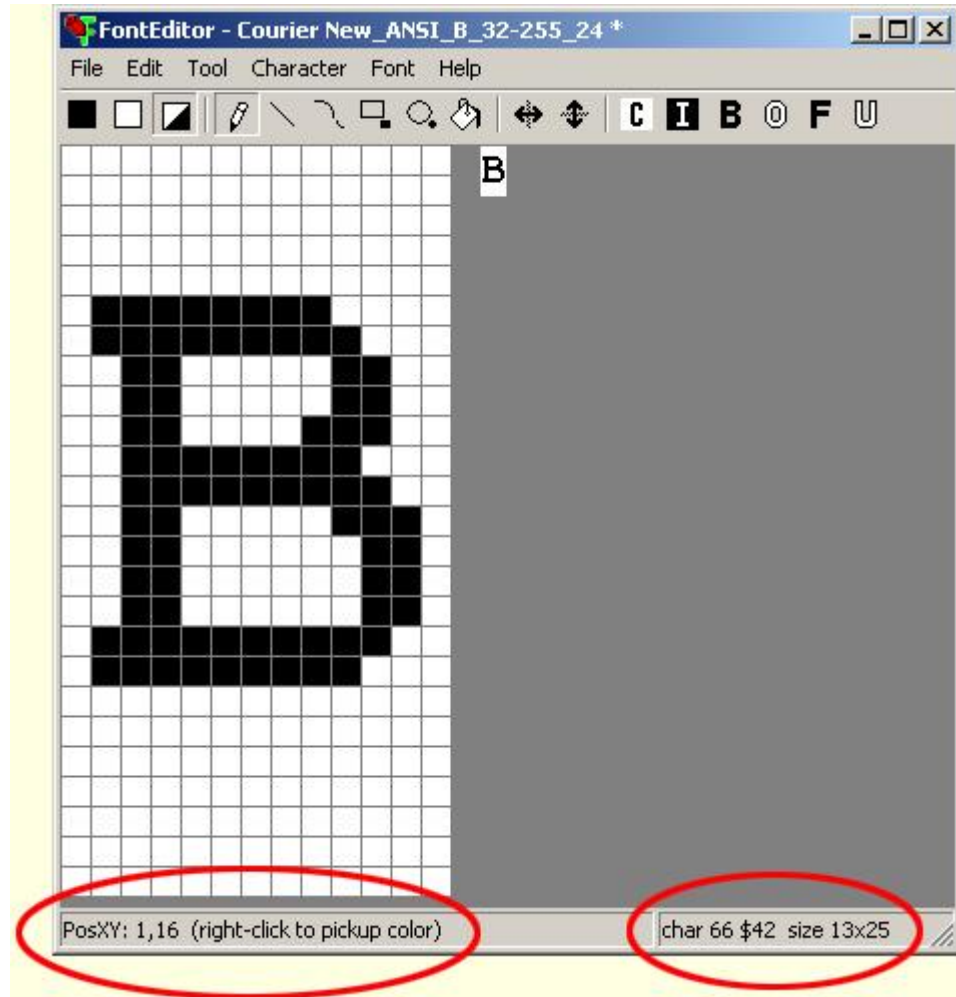 FontEditor - Courier New_ANSI_B_32-255_24 *
File Edit Tool Character Font Help
C I B O F U
B
PosXY: 1,16 (right-click to pickup color)
char 66 $42 size 13x25